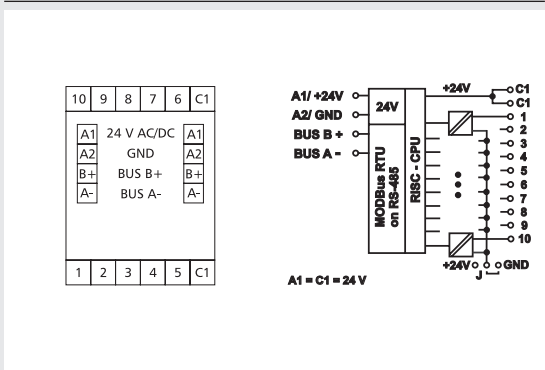 10 9 8 7 6 C1
A1 24 V AC/DC A1
A2 GND A2
B+ BUS B+ B+
A- BUS A- A-
1 2 3 4 5 C1
A1/ +24V
A2/ GND
BUS B +
BUS A -
24V
MODBus RTU
on RS-485
RISC - CPU
+24V
C1
C1
1
2
3
4
5
6
7
8
9
10
+24V GND
J
A1 = C1 = 24 V